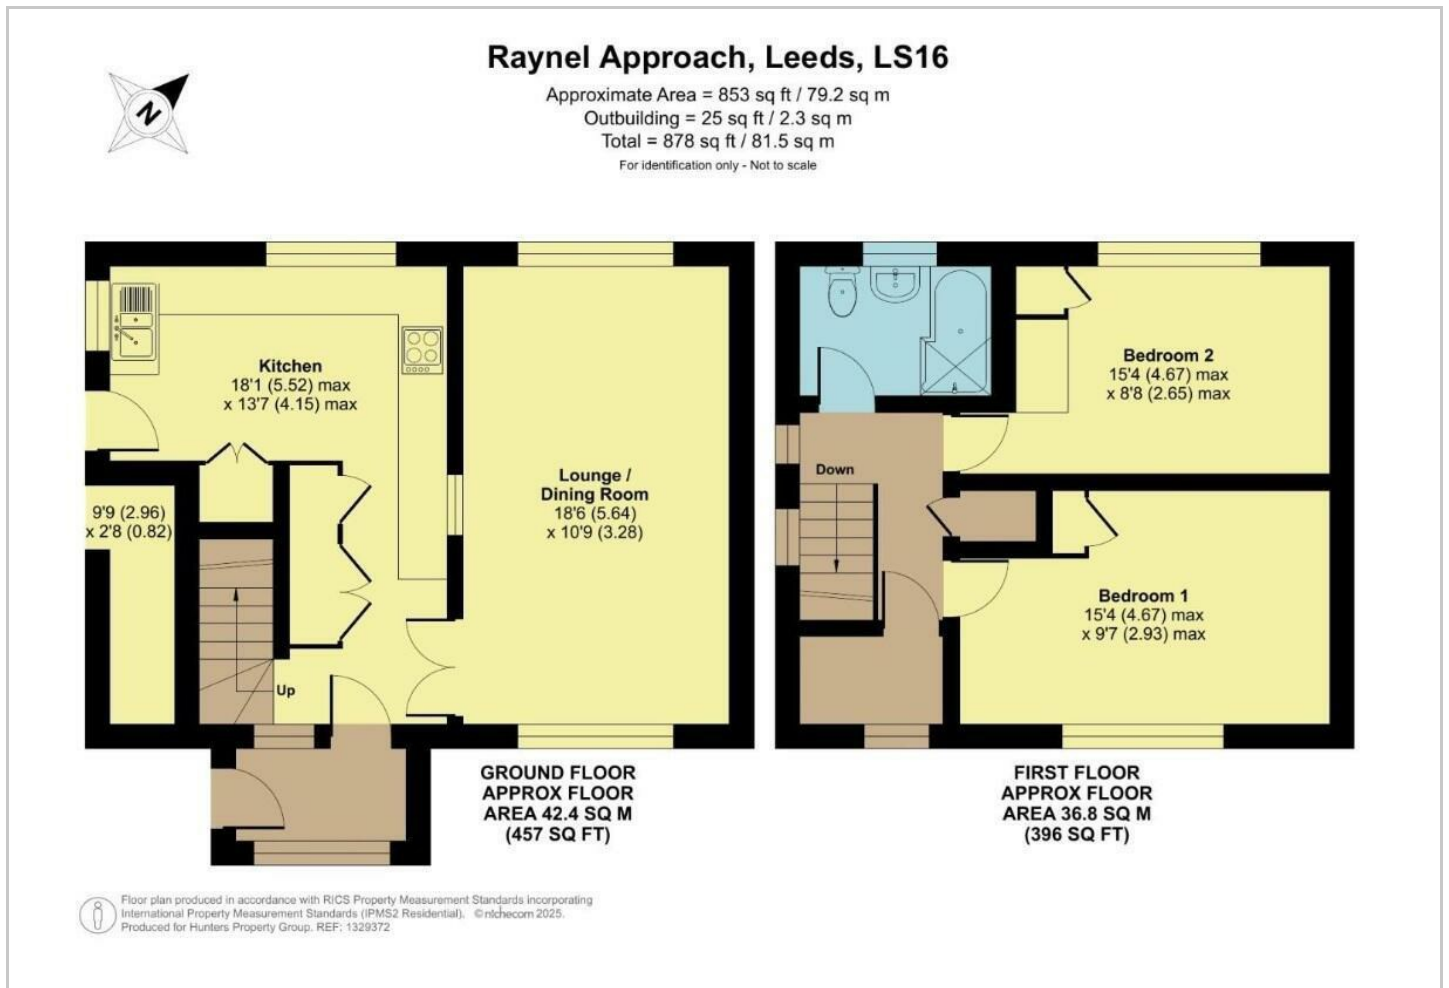 Raynel Approach, Leeds, LS16
Approximate Area = 853 sq ft / 79.2 sq m
Outbuilding = 25 sq ft / 2.3 sq m
Total = 878 sq ft / 81.5 sq m
For identification only - Not to scale
N
Kitchen
18'1 (5.52) max
x 13'7 (4.15) max
Lounge /
Dining Room
18'6 (5.64)
x 10'9 (3.28)
9'9 (2.96)
x 2'8 (0.82)
Up
Down
Bedroom 2
15'4 (4.67) max
x 8'8 (2.65) max
Bedroom 1
15'4 (4.67) max
x 9'7 (2.93) max
GROUND FLOOR
APPROX FLOOR
AREA 42.4 SQ M
(457 SQ FT)
FIRST FLOOR
APPROX FLOOR
AREA 36.8 SQ M
(396 SQ FT)
Floor plan produced in accordance with RICS Property Measurement Standards incorporating
International Property Measurement Standards (IPMS2 Residential). ©nichecom 2025.
Produced for Hunters Property Group. REF: 1329372